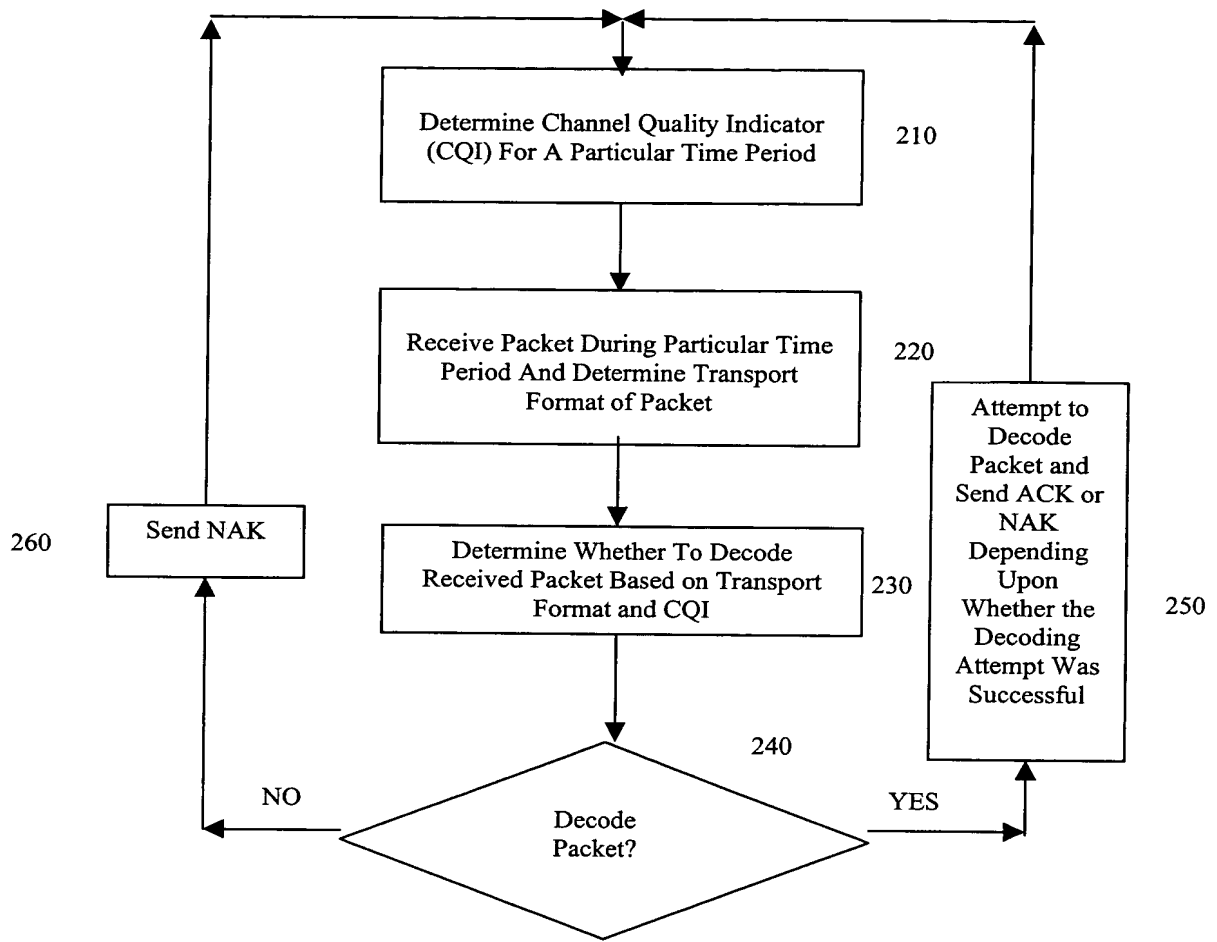 Determine Channel Quality Indicator
(CQI) For A Particular Time Period
210
Receive Packet During Particular Time
Period And Determine Transport
Format of Packet
220
Determine Whether To Decode
Received Packet Based on Transport
Format and CQI
230
Decode
Packet?
240
NO
Send NAK
260
YES
Attempt to
Decode
Packet and
Send ACK or
NAK
Depending
Upon
Whether the
Decoding
Attempt Was
Successful
250